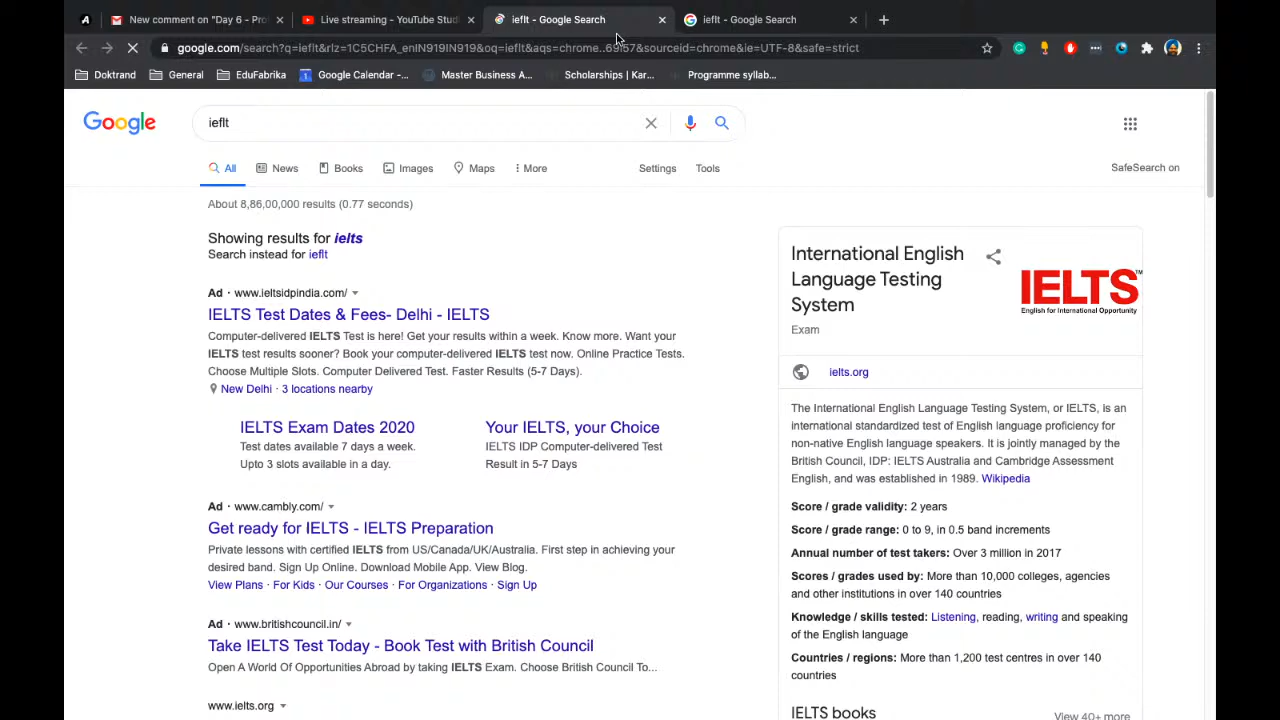 New comment on "Day 6 - Pro
Live streaming - YouTube Stud
ieflt - Google Search
ieflt - Google Search
google.com/search?q=ieflt&rlz=1C5CHFA_enIN919IN919&oq=ieflt&aqs=chrome..69i57&sourceid=chrome&ie=UTF-8&safe=strict
Doktrand
General
EduFabrika
Google Calendar -...
Master Business A...
Scholarships | Kar...
Programme syllab...
Google
ieflt
All
News
Books
Images
Maps
More
Settings
Tools
SafeSearch on
About 8,86,00,000 results (0.77 seconds)
Showing results for ielts
Search instead for ieflt
Ad · www.ieltsidpindia.com/
IELTS Test Dates & Fees- Delhi - IELTS
Computer-delivered IELTS Test is here! Get your results within a week. Know more. Want your
IELTS test results sooner? Book your computer-delivered IELTS test now. Online Practice Tests.
Choose Multiple Slots. Computer Delivered Test. Faster Results (5-7 Days).
New Delhi · 3 locations nearby
IELTS Exam Dates 2020
Test dates available 7 days a week.
Upto 3 slots available in a day.
Your IELTS, your Choice
IELTS IDP Computer-delivered Test
Result in 5-7 Days
Ad · www.cambly.com/
Get ready for IELTS - IELTS Preparation
Private lessons with certified IELTS from US/Canada/UK/Australia. First step in achieving your
desired band. Sign Up Online. Download Mobile App. View Blog.
View Plans · For Kids · Our Courses · For Organizations · Sign Up
Ad · www.britishcouncil.in/
Take IELTS Test Today - Book Test with British Council
Open A World Of Opportunities Abroad by taking IELTS Exam. Choose British Council To...
www.ielts.org
International English
Language Testing
System
Exam
IELTS™
English for International Opportunity
ielts.org
The International English Language Testing System, or IELTS, is an
international standardized test of English language proficiency for
non-native English language speakers. It is jointly managed by the
British Council, IDP: IELTS Australia and Cambridge Assessment
English, and was established in 1989. Wikipedia
Score / grade validity: 2 years
Score / grade range: 0 to 9, in 0.5 band increments
Annual number of test takers: Over 3 million in 2017
Scores / grades used by: More than 10,000 colleges, agencies
and other institutions in over 140 countries
Knowledge / skills tested: Listening, reading, writing and speaking
of the English language
Countries / regions: More than 1,200 test centres in over 140
countries
IELTS books
View 40+ more